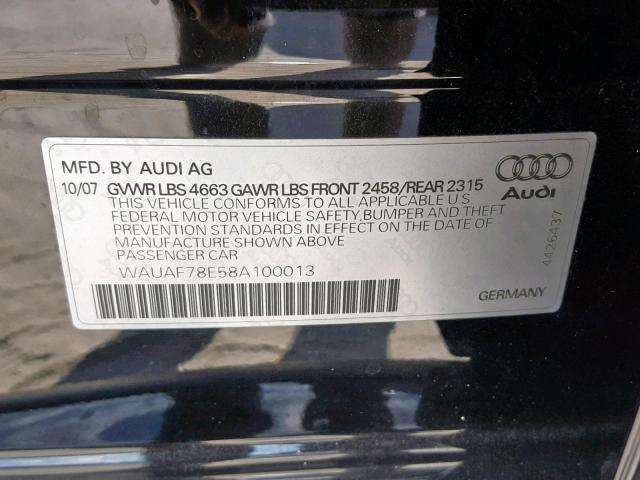 MFD. BY AUDI AG
10/07 GVWR LBS 4663 GAWR LBS FRONT 2458/REAR 2315
THIS VEHICLE CONFORMS TO ALL APPLICABLE U.S.
FEDERAL MOTOR VEHICLE SAFETY,BUMPER AND THEFT
PREVENTION STANDARDS IN EFFECT ON THE DATE OF
MANUFACTURE SHOWN ABOVE
PASSENGER CAR
WAUAF78E58A100013
Audi
4426437
GERMANY